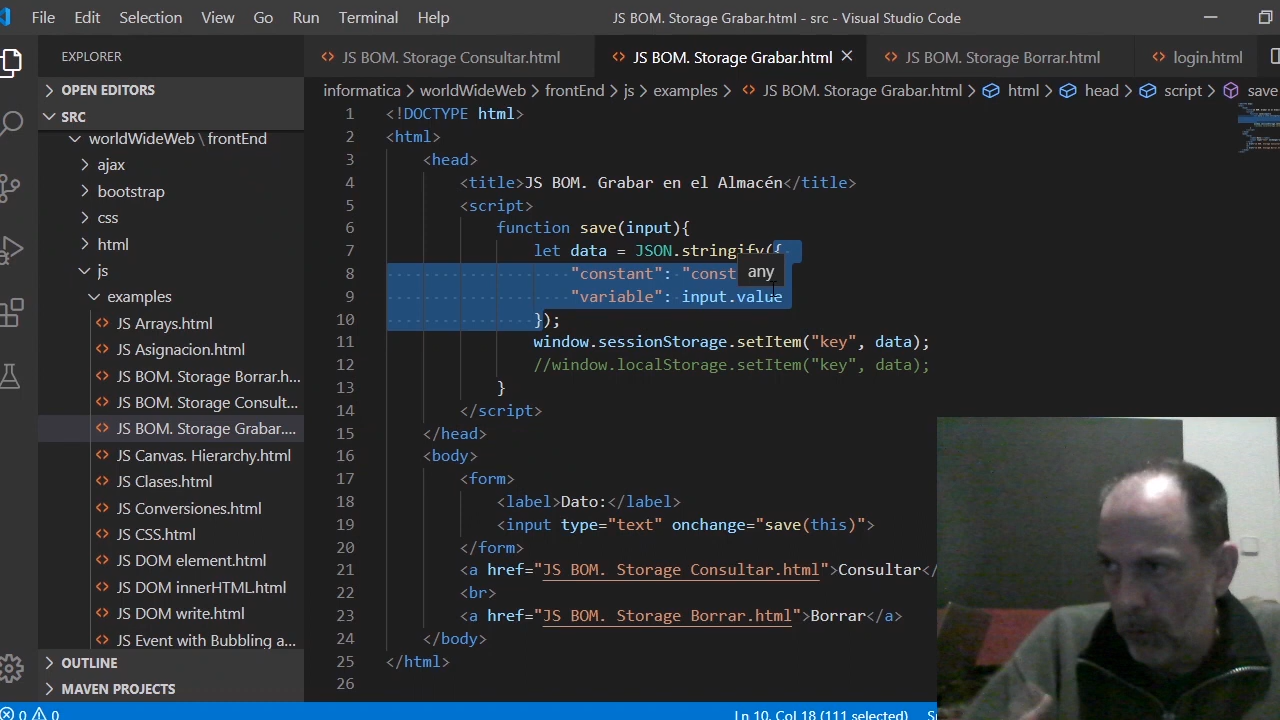 File Edit Selection View Go Run Terminal Help JS BOM. Storage Grabar.html - src - Visual Studio Code
EXPLORER
JS BOM. Storage Consultar.html JS BOM. Storage Grabar.html JS BOM. Storage Borrar.html login.html
OPEN EDITORS
SRC
worldWideWeb \ frontEnd
ajax
bootstrap
css
html
js
examples
JS Arrays.html
JS Asignacion.html
JS BOM. Storage Borrar.h...
JS BOM. Storage Consult...
JS BOM. Storage Grabar....
JS Canvas. Hierarchy.html
JS Clases.html
JS Conversiones.html
JS CSS.html
JS DOM element.html
JS DOM innerHTML.html
JS DOM write.html
JS Event with Bubbling a...
OUTLINE
MAVEN PROJECTS
informatica > worldWideWeb > frontEnd > js > examples > JS BOM. Storage Grabar.html > html > head > script > save
1 <!DOCTYPE html>
2 <html>
3 <head>
4 <title>JS BOM. Grabar en el Almacén</title>
5 <script>
6 function save(input){
7 let data = JSON.stringify({
8 "constant": "const
any
9 "variable": input.value
10 });
11 window.sessionStorage.setItem("key", data);
12 //window.localStorage.setItem("key", data);
13 }
14 </script>
15 </head>
16 <body>
17 <form>
18 <label>Dato:</label>
19 <input type="text" onchange="save(this)">
20 </form>
21 <a href="JS BOM. Storage Consultar.html">Consultar</
22 <br>
23 <a href="JS BOM. Storage Borrar.html">Borrar</a>
24 </body>
25 </html>
26
0 0 Ln 10, Col 18 (111 selected)